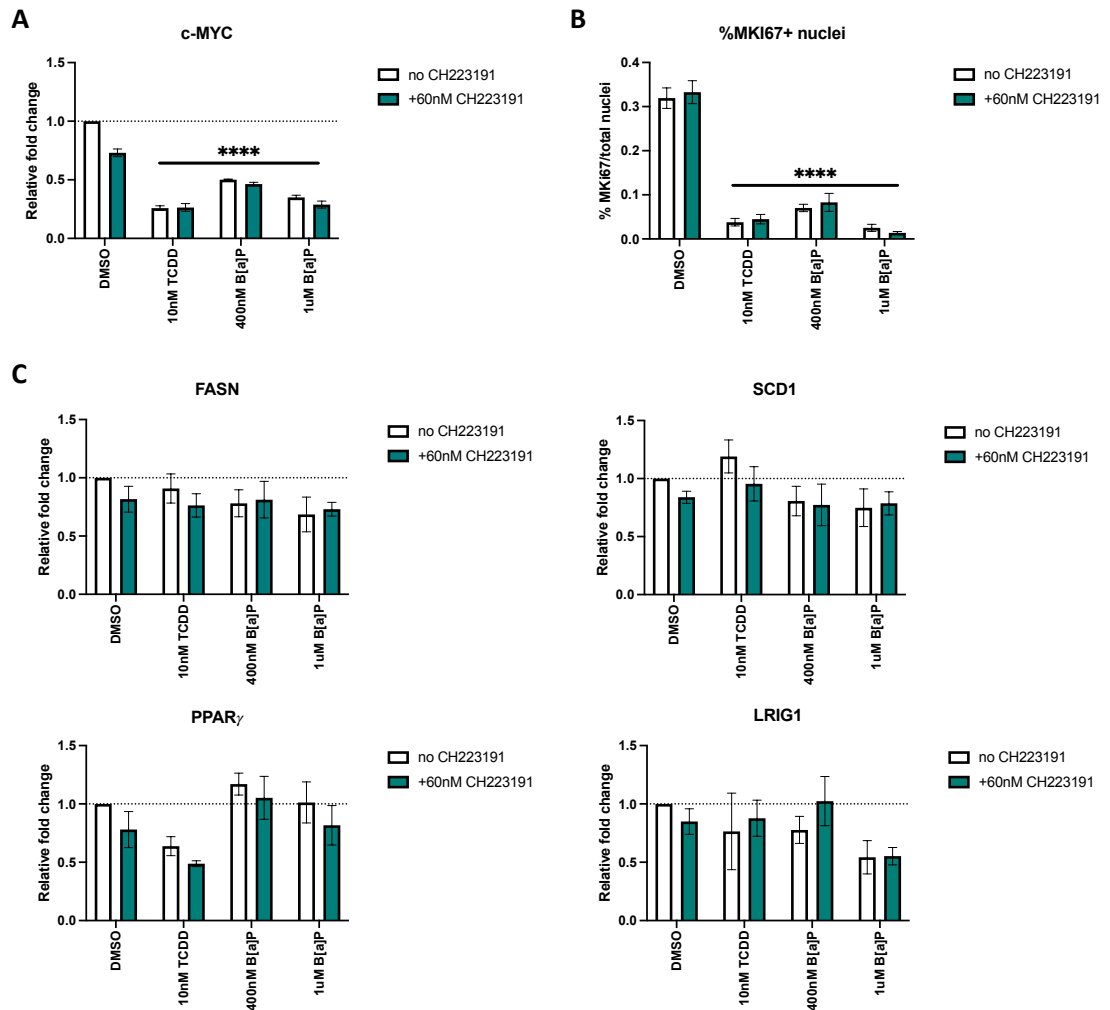 A
c-MYC
Relative fold change
1.5
1.0
0.5
0.0
****
DMSO
10nM TCDD
400nM B[a]P
1uM B[a]P
no CH223191
+60nM CH223191
B
%MKI67+ nuclei
% MKi67/total nuclei
0.4
0.3
0.2
0.1
0.0
****
DMSO
10nM TCDD
400nM B[a]P
1uM B[a]P
no CH223191
+60nM CH223191
C
FASN
Relative fold change
1.5
1.0
0.5
0.0
DMSO
10nM TCDD
400nM B[a]P
1uM B[a]P
no CH223191
+60nM CH223191
SCD1
Relative fold change
1.5
1.0
0.5
0.0
DMSO
10nM TCDD
400nM B[a]P
1uM B[a]P
no CH223191
+60nM CH223191
PPARγ
Relative fold change
1.5
1.0
0.5
0.0
DMSO
10nM TCDD
400nM B[a]P
1uM B[a]P
no CH223191
+60nM CH223191
LRIG1
Relative fold change
1.5
1.0
0.5
0.0
DMSO
10nM TCDD
400nM B[a]P
1uM B[a]P
no CH223191
+60nM CH223191